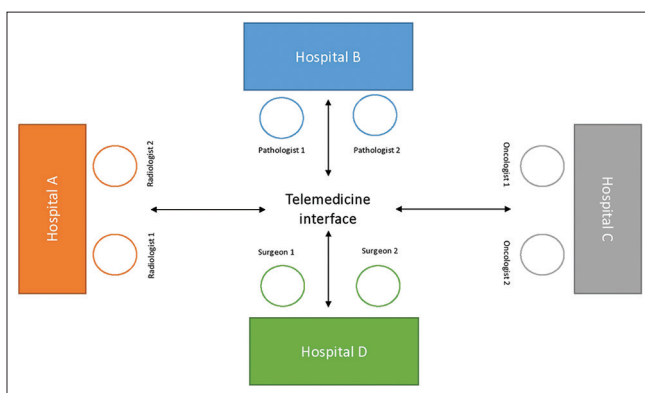 Hospital B
Pathologist 1
Pathologist 2
Hospital A
Radiologist 2
Radiologist 1
Telemedicine
interface
Oncologist 1
Oncologist 2
Hospital C
Surgeon 1
Surgeon 2
Hospital D